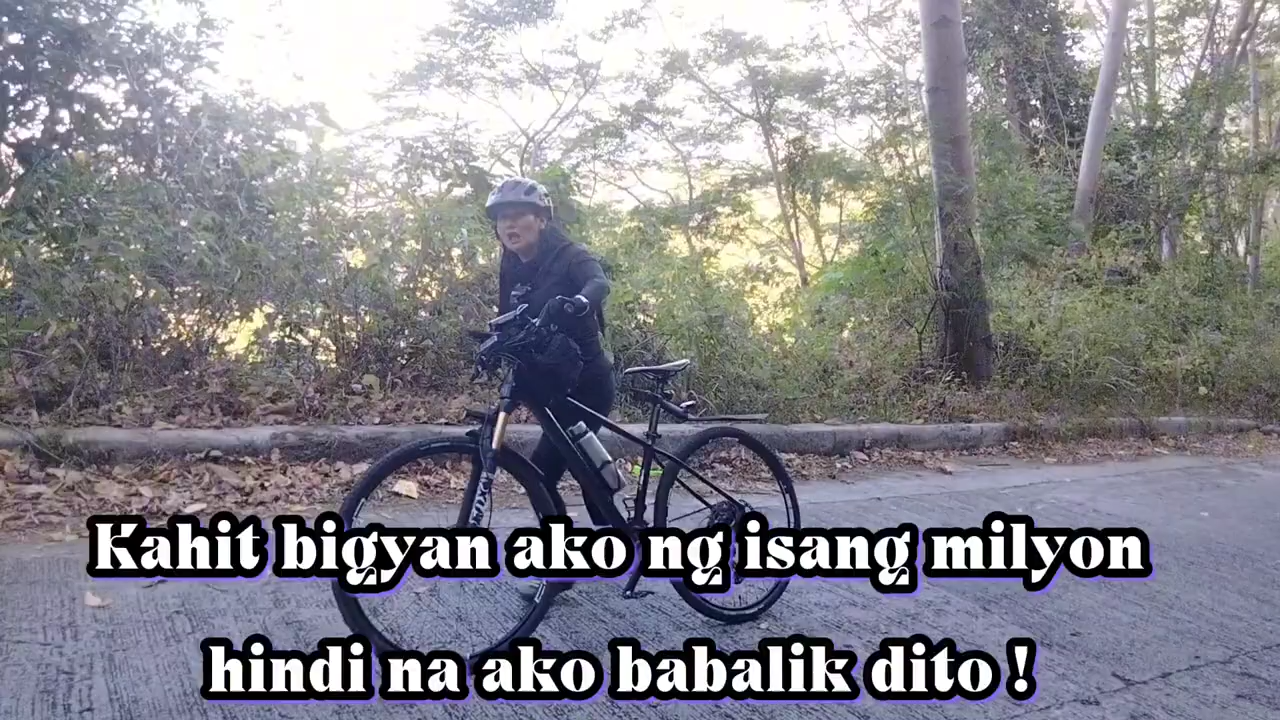 Kahit bigyan ako ng isang milyon
hindi na ako babalik dito !